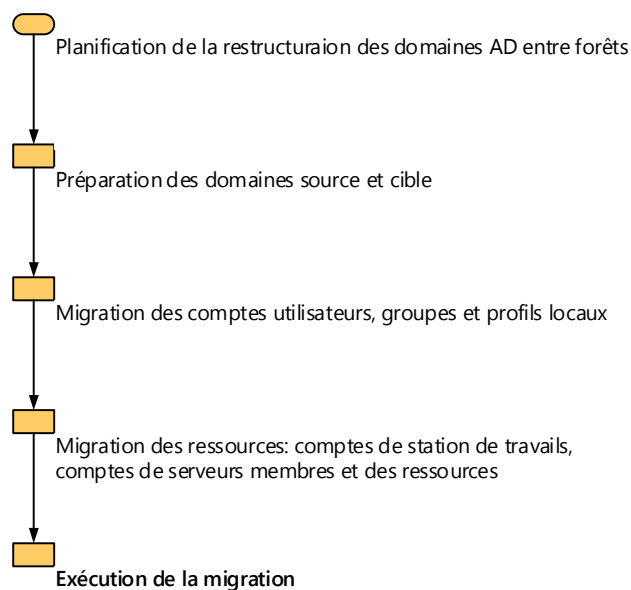 Planification de la restructuraion des domaines AD entre forêts
Préparation des domaines source et cible
Migration des comptes utilisateurs, groupes et profils locaux
Migration des ressources: comptes de station de travails,
comptes de serveurs membres et des ressources
Exécution de la migration